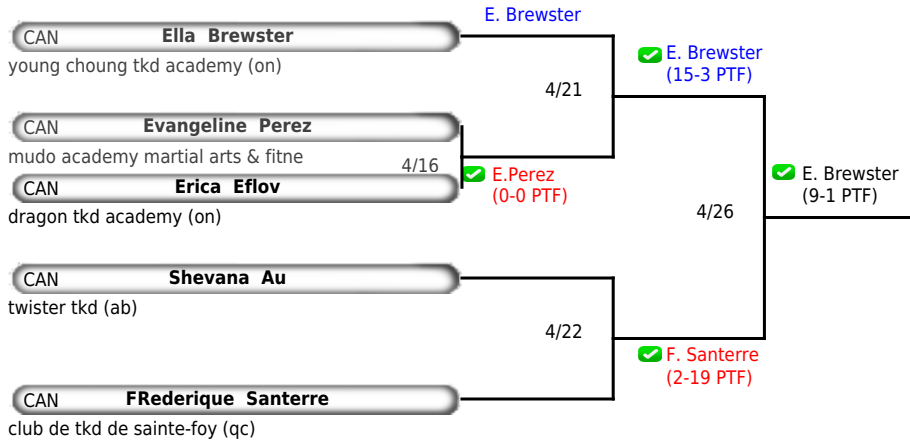 E. Brewster
CAN Ella Brewster
young choung tkd academy (on)
E. Brewster
(15-3 PTF)
4/21
CAN Evangeline Perez
mudo academy martial arts & fitne
4/16
E.Perez
(0-0 PTF)
CAN Erica Eflov
dragon tkd academy (on)
E. Brewster
(9-1 PTF)
4/26
CAN Shevana Au
twister tkd (ab)
4/22
F. Santerre
(2-19 PTF)
CAN FRederique Santerre
club de tkd de sainte-foy (qc)